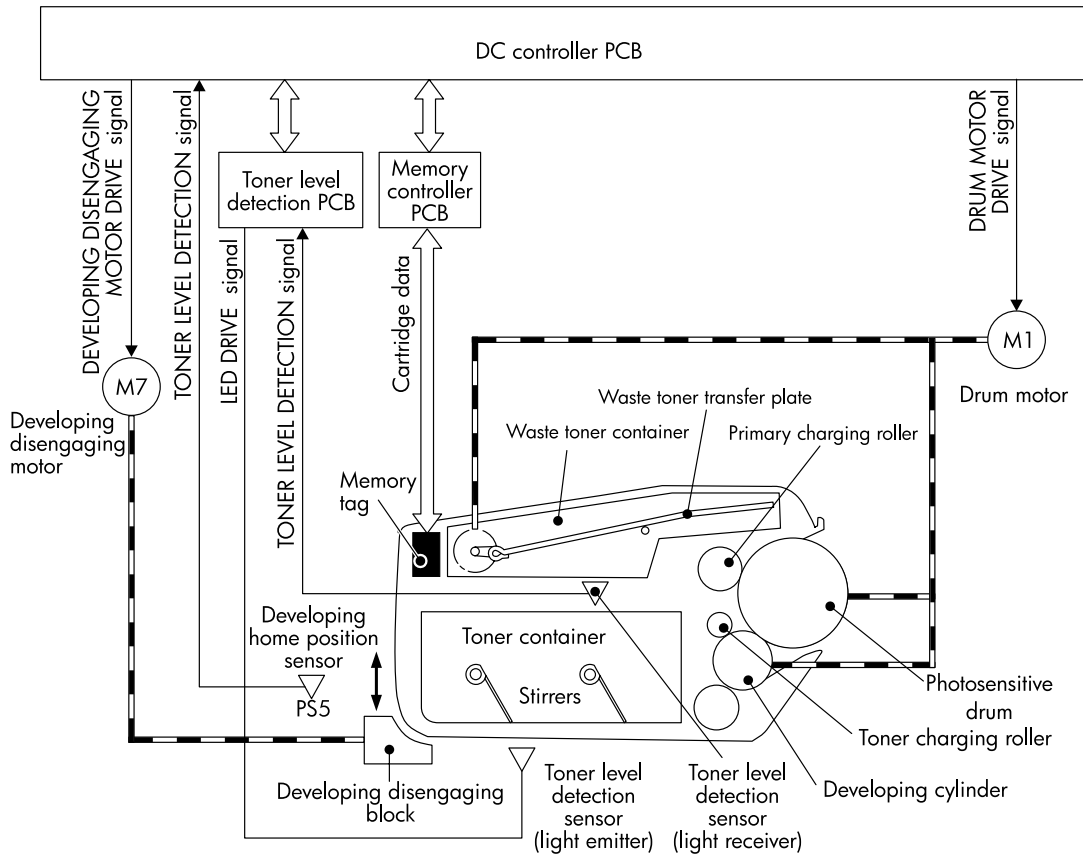 DC controller PCB
DEVELOPING DISENGAGING
MOTOR DRIVE signal
TONER LEVEL DETECTION signal
Toner level
detection PCB
Memory
controller
PCB
DRUM MOTOR
DRIVE signal
LED DRIVE signal
TONER LEVEL DETECTION signal
Cartridge data
M7
Developing
disengaging
motor
M1
Drum motor
Waste toner transfer plate
Waste toner container
Primary charging roller
Memory
tag
Developing
home position
sensor
PS5
Toner container
Stirrers
Photosensitive
drum
Toner charging roller
Developing cylinder
Developing disengaging
block
Toner level
detection
sensor
(light emitter)
Toner level
detection
sensor
(light receiver)